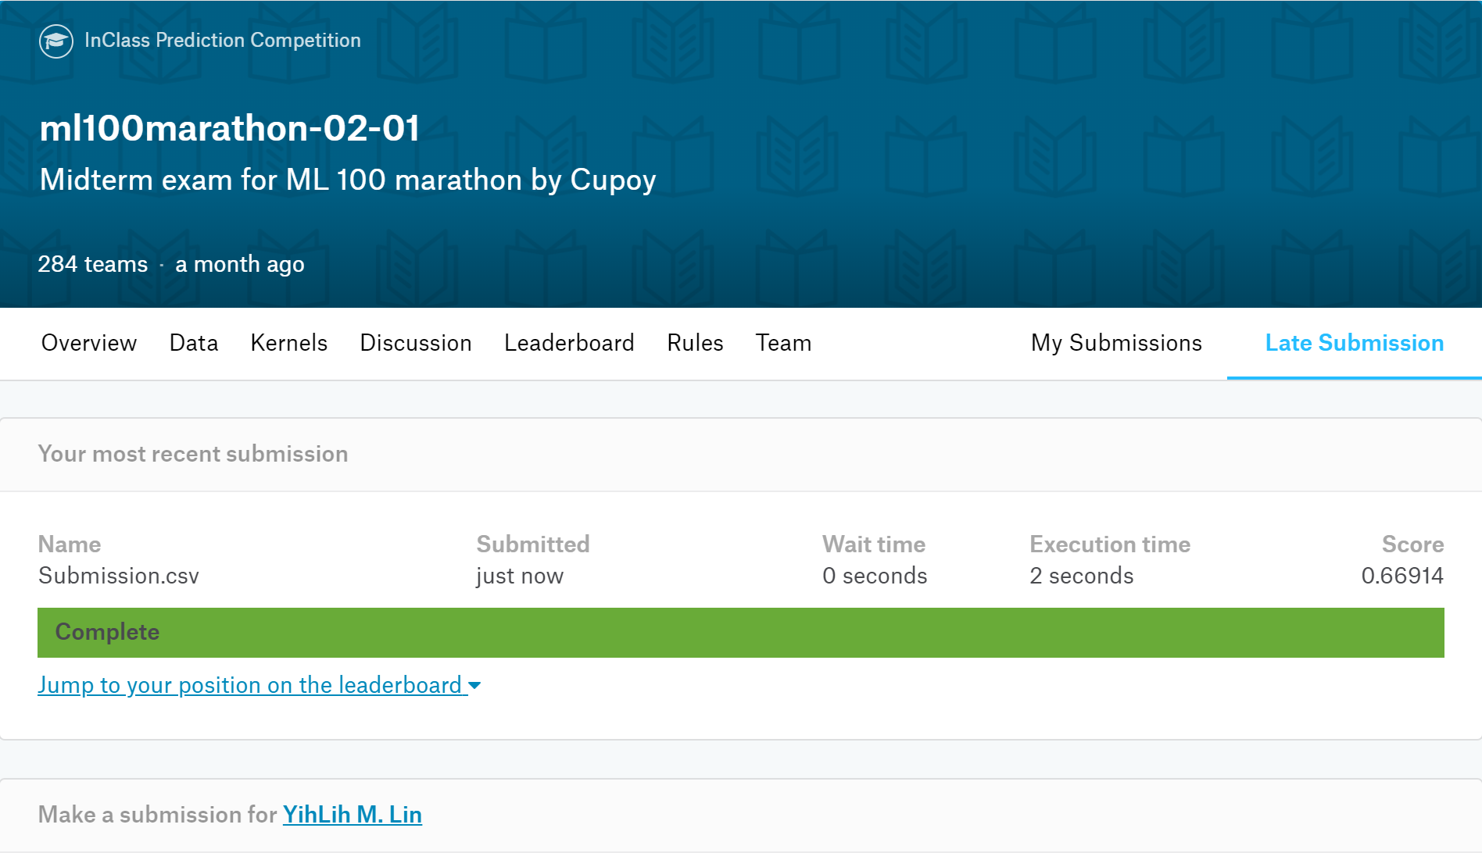 InClass Prediction Competition
ml100marathon-02-01
Midterm exam for ML 100 marathon by Cupoy
284 teams · a month ago
Overview Data Kernels Discussion Leaderboard Rules Team My Submissions Late Submission
Your most recent submission
Name Submitted Wait time Execution time Score
Submission.csv just now 0 seconds 2 seconds 0.66914
Complete
Jump to your position on the leaderboard
Make a submission for YihLih M. Lin